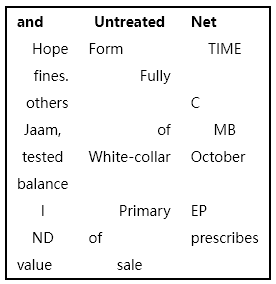 and Untreated Net
Hope Form TIME
fines. Fully
others C
Jaam, of MB
tested White-collar October
balance
I Primary EP
ND of prescribes
value sale